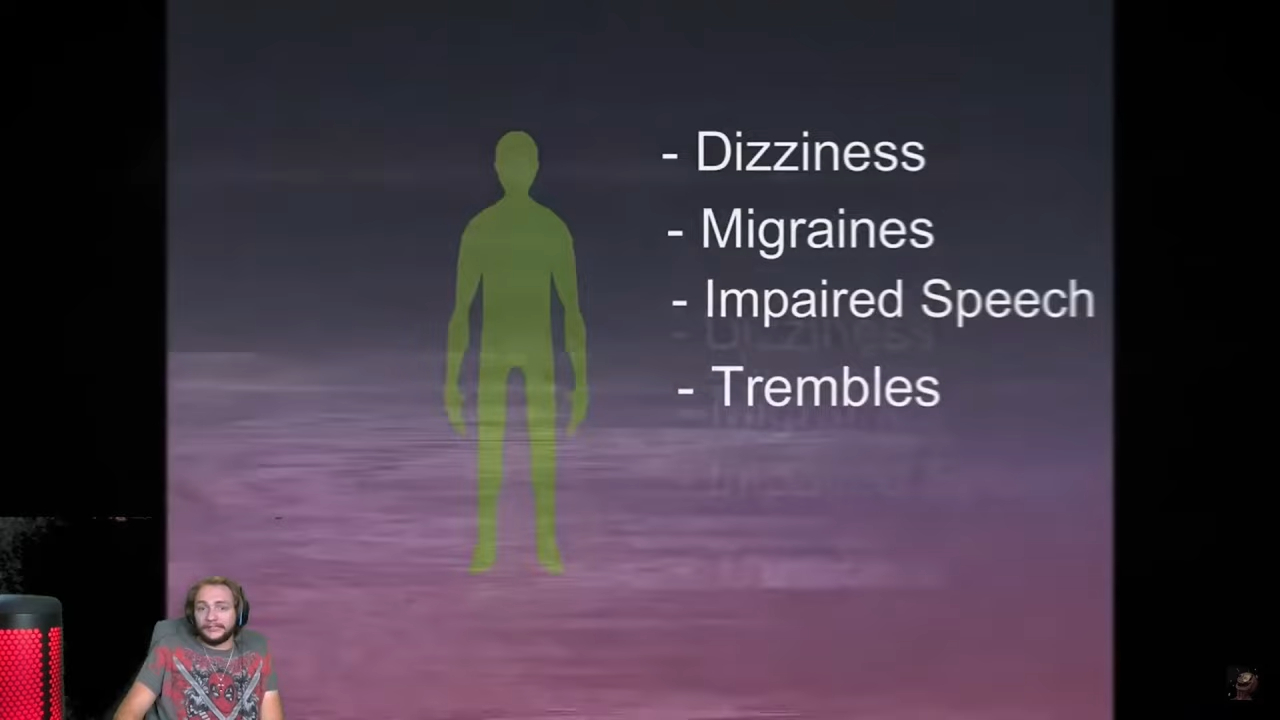 - Dizziness
- Migraines
- Impaired Speech
- Trembles